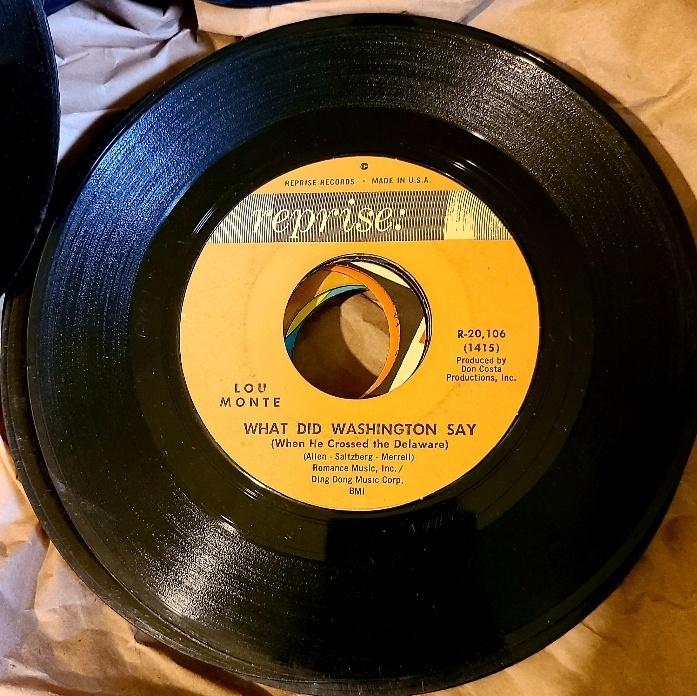 REPRISE RECORDS • MADE IN U.S.A.
reprise:
R-20,106
(1415)
Produced by
Don Costa
Productions, Inc.
LOU
MONTE
WHAT DID WASHINGTON SAY
(When He Crossed the Delaware)
(Allen - Saltzberg - Merrell)
Romance Music, Inc./
Ding Dong Music Corp.
BMI